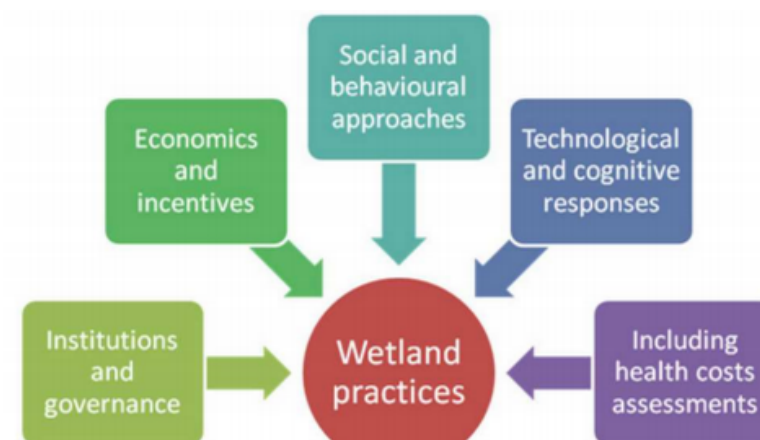 Social and
behavioural
approaches
Economics
and
incentives
Technological
and cognitive
responses
Institutions
and
governance
Wetland
practices
Including
health costs
assessments